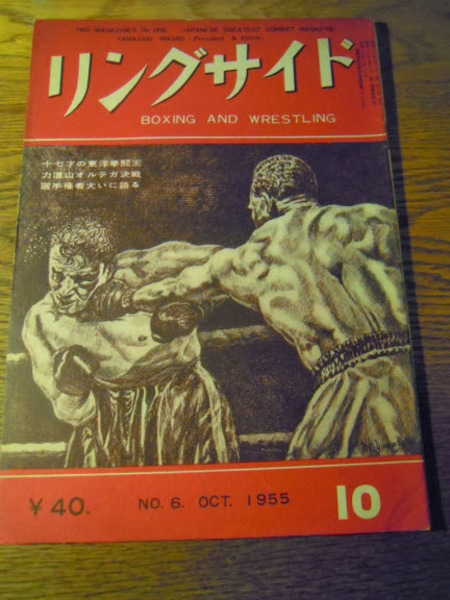 TWO MAGAZINES IN ONE   JAPANESE GREATEST COMBAT MAGAZINE
YAMAZAKI MASAO (President & Editor)
リングサイド
BOXING AND WRESTLING
十七才の東洋拳闘王
力道山オルテガ決戦
選手権者大いに語る
¥40.
NO. 6. OCT. 1955
10